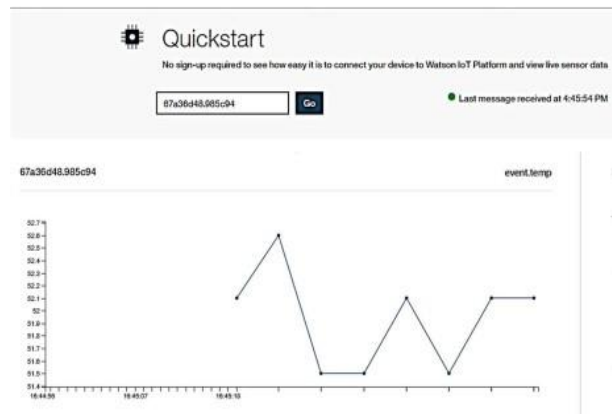 Quickstart
No sign-up required to see how easy it is to connect your device to Watson IoT Platform and view live sensor data
67a36d48.985c94
Go
Last message received at 4:45:54 PM
67a36d48.985c94
event.temp
52.7
52.6
52.5
52.4
52.3
52.2
52.1
52
51.9
51.8
51.7
51.6
51.5
51.4
16:44:56
16:45:07
16:45:18